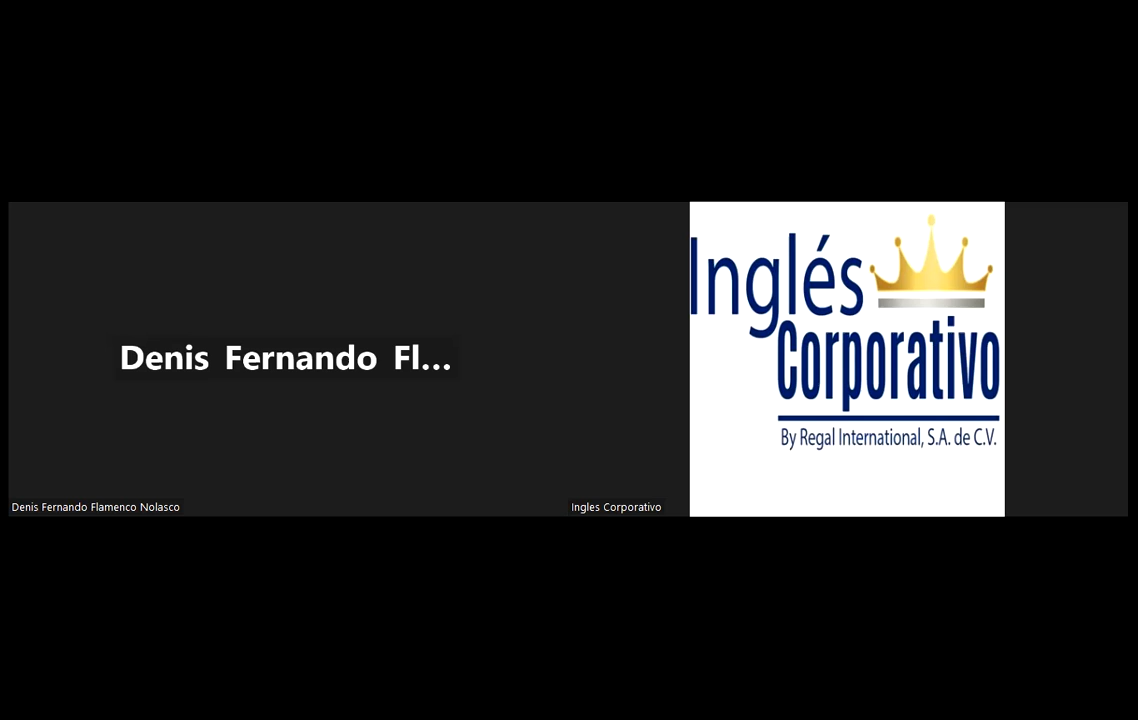 Denis Fernando Fl...
Denis Fernando Flamenco Nolasco
Inglés
Corporativo
By Regal International, S.A. de C.V.
Ingles Corporativo